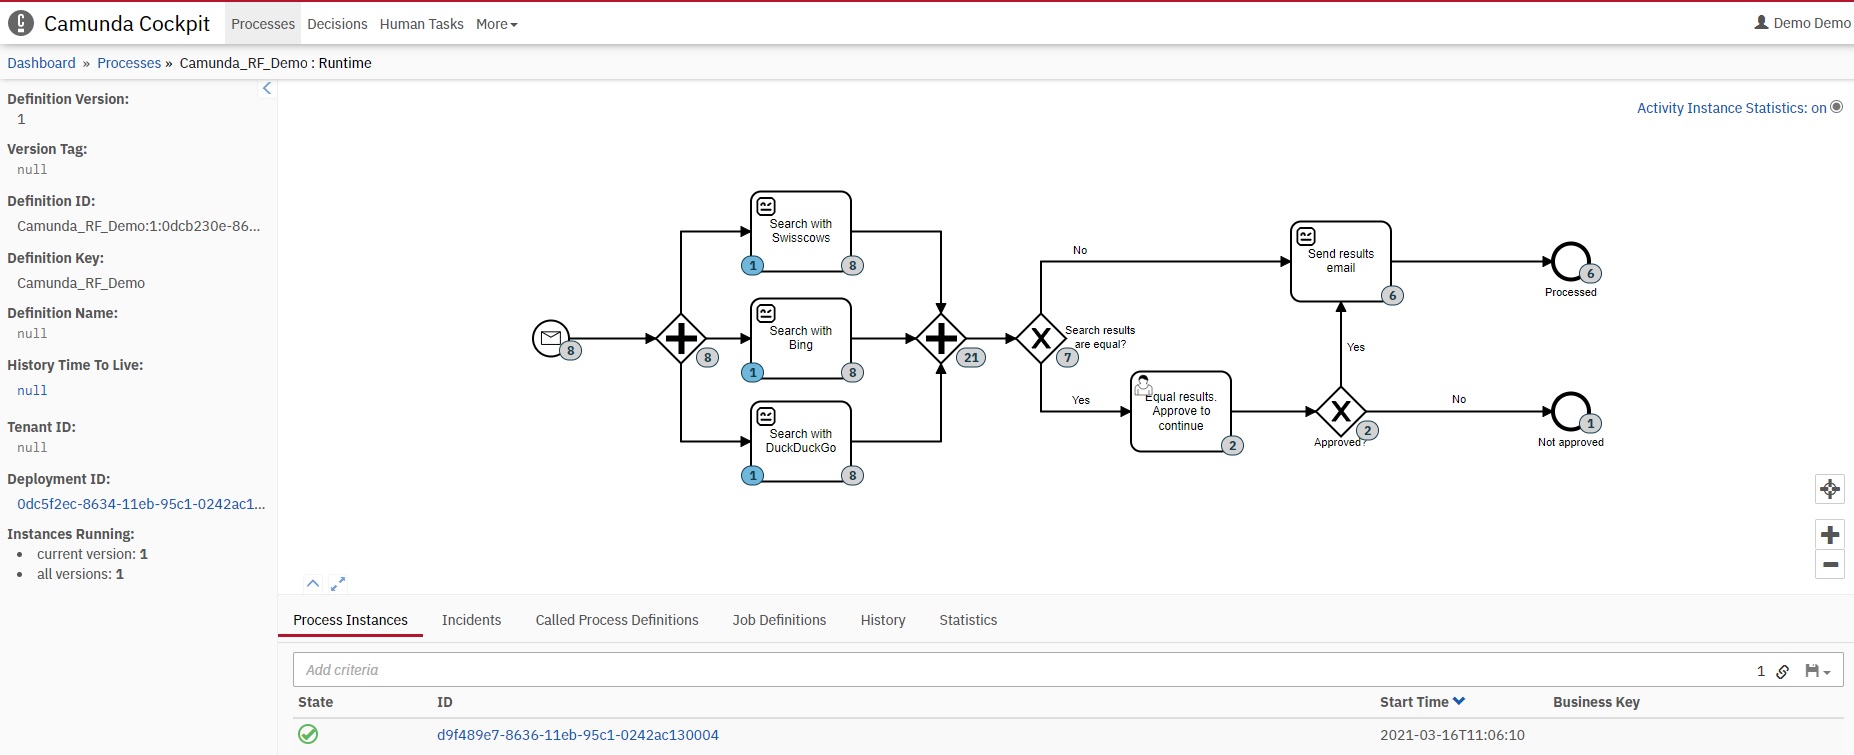 Camunda Cockpit
Processes
Decisions
Human Tasks
More
Demo Demo
Dashboard » Processes » Camunda_RF_Demo : Runtime
Definition Version:
1
Version Tag:
null
Definition ID:
Camunda_RF_Demo:1:0dcb230e-86...
Definition Key:
Camunda_RF_Demo
Definition Name:
null
History Time To Live:
null
Tenant ID:
null
Deployment ID:
0dc5f2ec-8634-11eb-95c1-0242ac1...
Instances Running:
current version: 1
all versions: 1
Activity Instance Statistics: on
8
8
Search with
Swisscows
1
8
Search with
Bing
1
8
Search with
DuckDuckGo
1
8
21
Search results
are equal?
7
No
Yes
Equal results.
Approve to
continue
2
Approved?
2
Yes
No
Send results
email
6
6
Processed
1
Not approved
Process Instances
Incidents
Called Process Definitions
Job Definitions
History
Statistics
Add criteria
1
State
ID
Start Time
Business Key
d9f489e7-8636-11eb-95c1-0242ac130004
2021-03-16T11:06:10